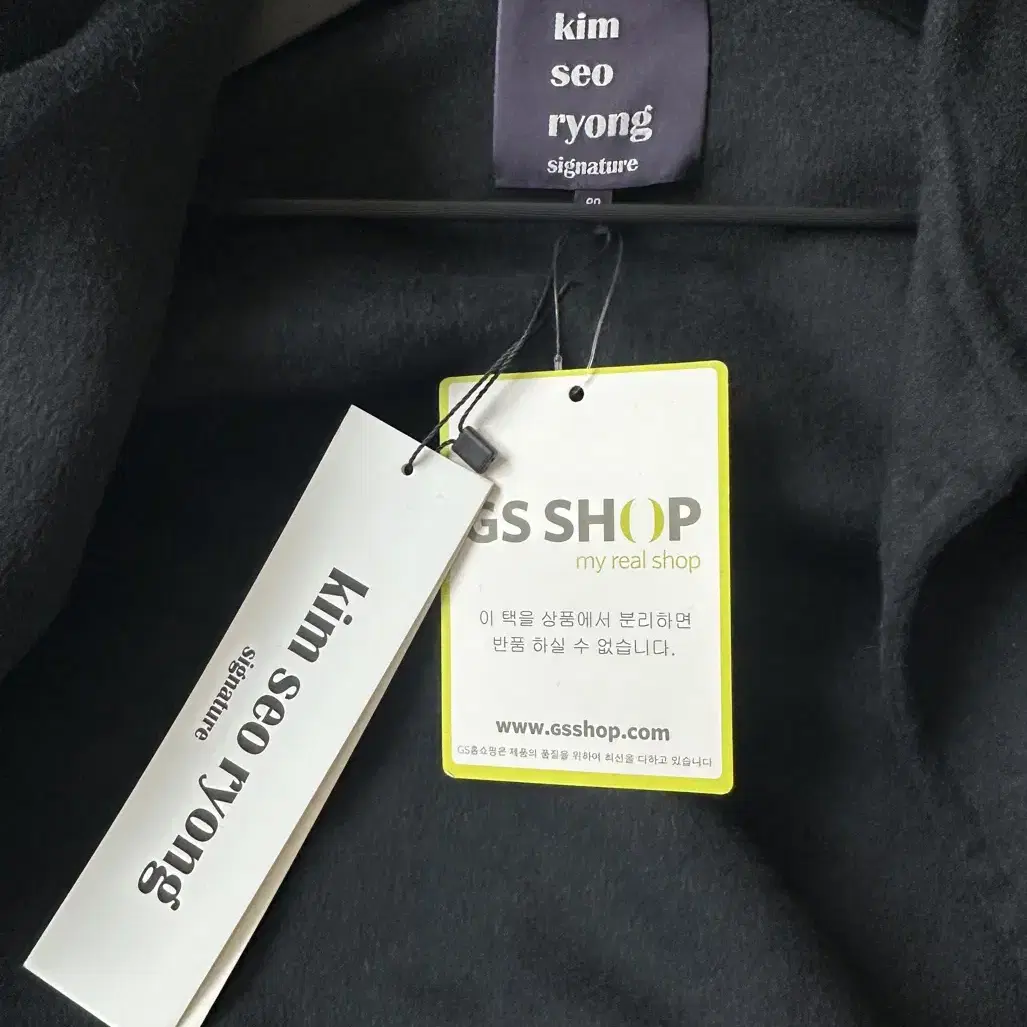 kim
seo
ryong
signature
kim seo ryong
signature
GS SHOP
my real shop
이 택을 상품에서 분리하면
반품 하실 수 없습니다.
www.gsshop.com
GS홈쇼핑은 제품의 품질을 위하여 최선을 다하고 있습니다